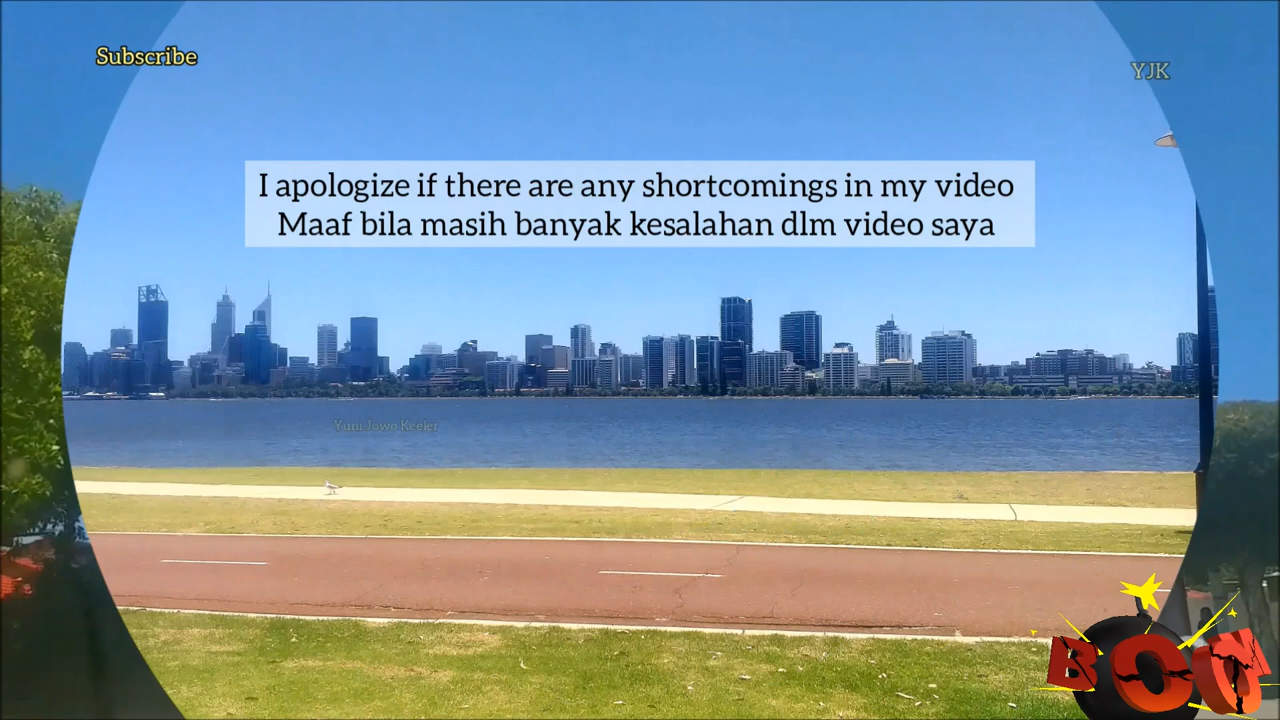 Subscribe
YJK
I apologize if there are any shortcomings in my video
Maaf bila masih banyak kesalahan dlm video saya
Yuni Jowo Keeler
BOO